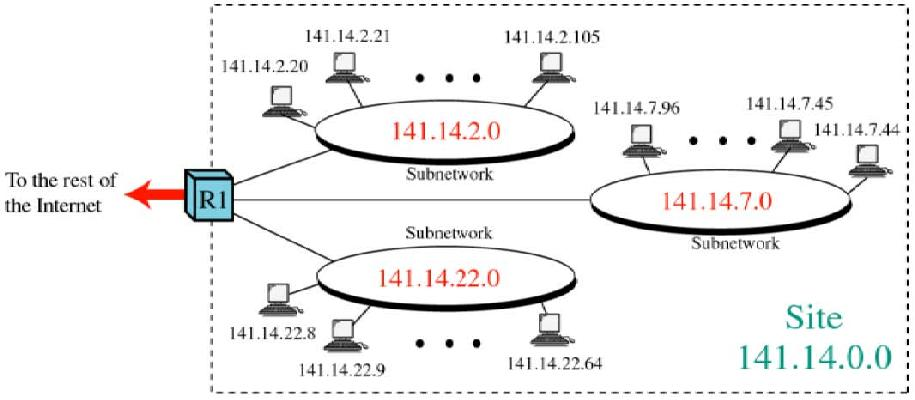 141.14.2.21
141.14.2.105
141.14.2.20
141.14.2.0
Subnetwork
141.14.7.96
141.14.7.45
141.14.7.44
141.14.7.0
Subnetwork
To the rest of
the Internet
R1
Subnetwork
141.14.22.0
141.14.22.8
141.14.22.9
141.14.22.64
Site
141.14.0.0